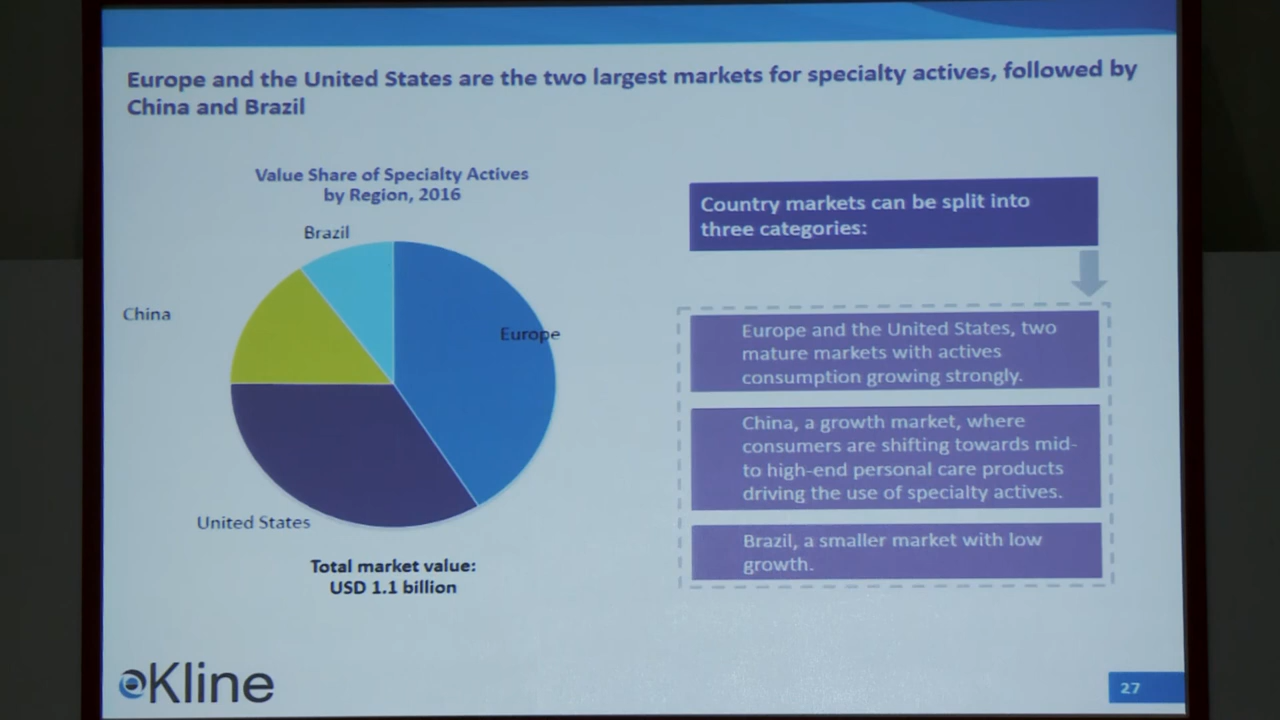 Europe and the United States are the two largest markets for specialty actives, followed by
China and Brazil
Value Share of Specialty Actives
by Region, 2016
Brazil
China
Europe
United States
Total market value:
USD 1.1 billion
Country markets can be split into
three categories:
Europe and the United States, two
mature markets with actives
consumption growing strongly.
China, a growth market, where
consumers are shifting towards mid-
to high-end personal care products
driving the use of specialty actives.
Brazil, a smaller market with low
growth.
Kline
27